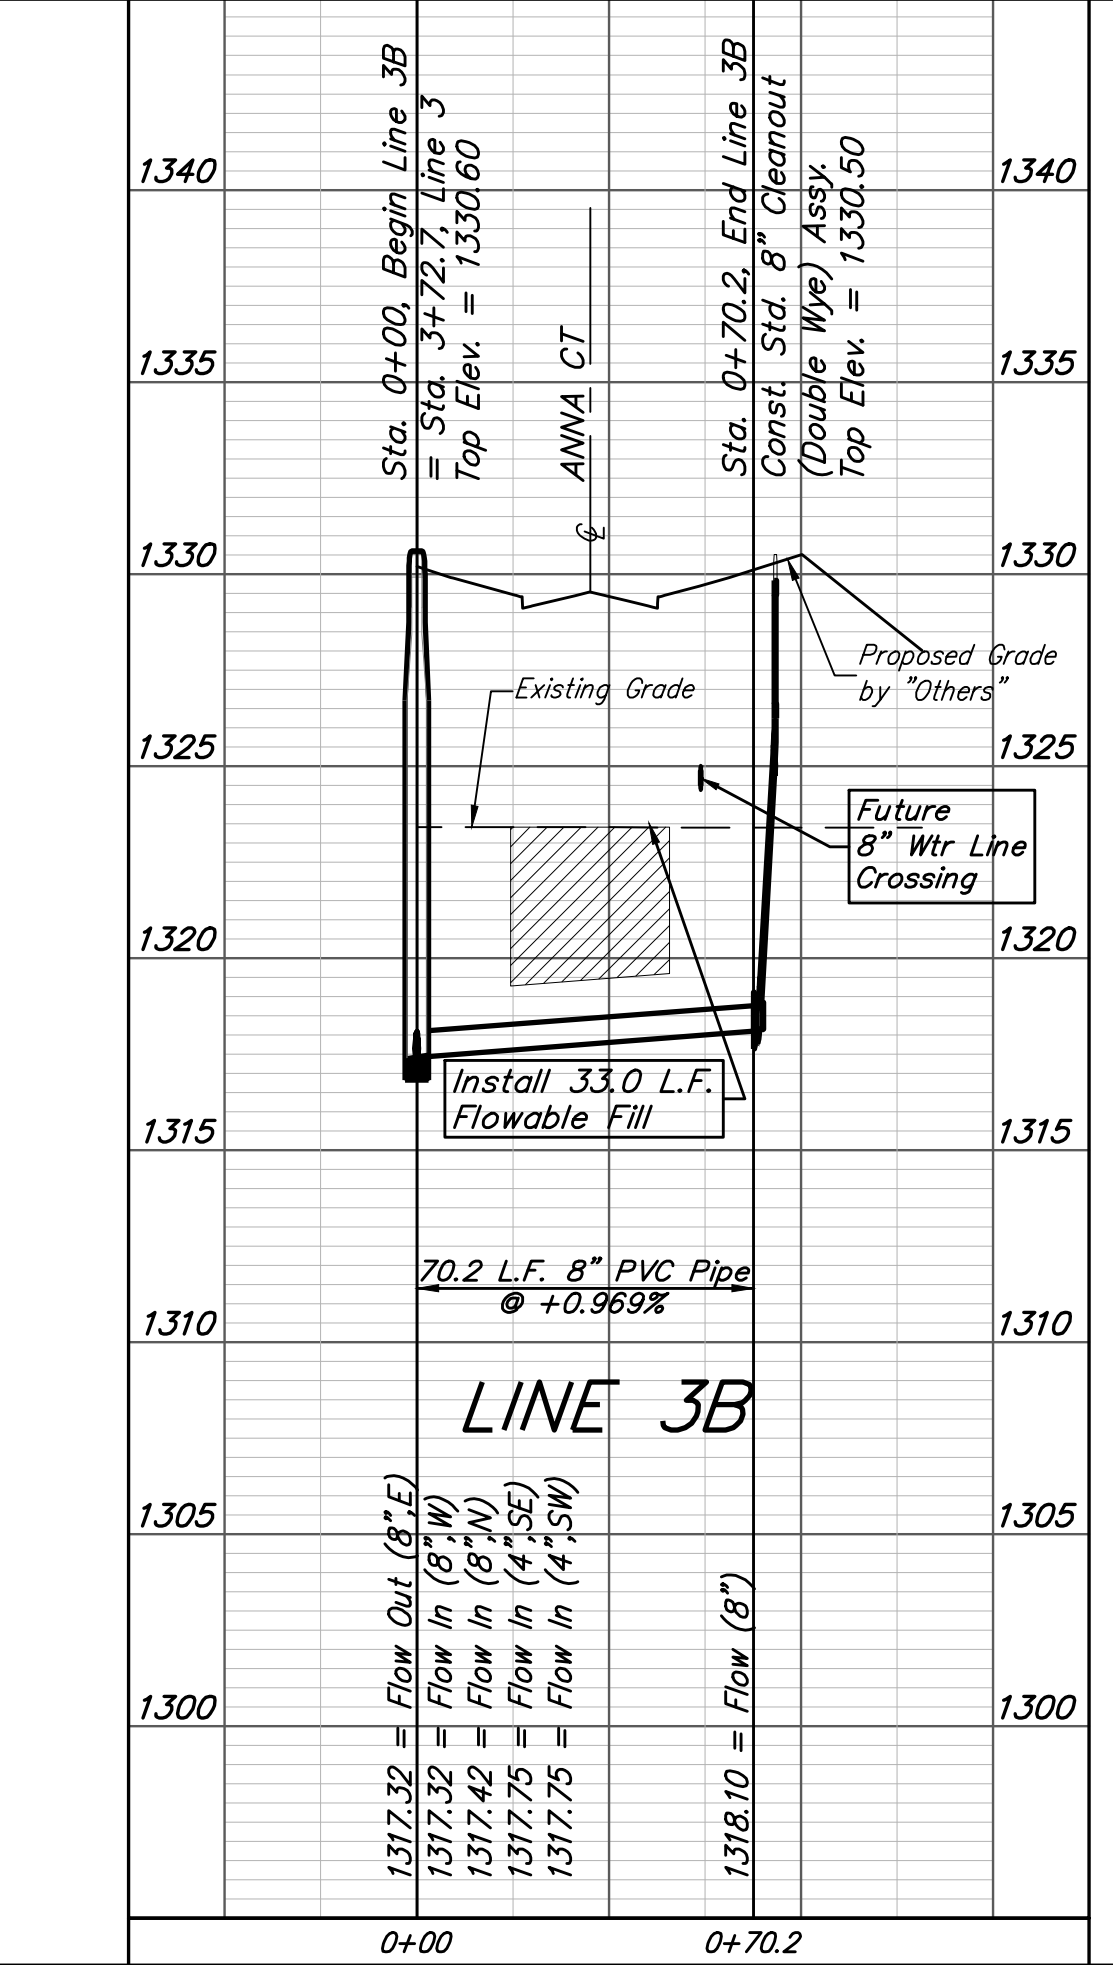 Sta. 0+00, Begin Line 3B
= Sta. 3+72.7, Line 3
Top Elev. = 1330.60
ANNA CT
℄
Sta. 0+70.2, End Line 3B
Const. Std. 8" Cleanout
(Double Wye) Assy.
Top Elev. = 1330.50
1340 1340
1335 1335
1330 1330
Proposed Grade
by "Others"
Existing Grade
1325 1325
Future
8" Wtr Line
Crossing
1320 1320
Install 33.0 L.F.
Flowable Fill
1315 1315
70.2 L.F. 8" PVC Pipe
@ +0.969%
1310 1310
LINE 3B
1305 1305
1300 1300
1317.32 = Flow Out (8",E)
1317.32 = Flow In (8",W)
1317.42 = Flow In (8",N)
1317.75 = Flow In (4",SE)
1317.75 = Flow In (4",SW)
1318.10 = Flow (8")
0+00 0+70.2